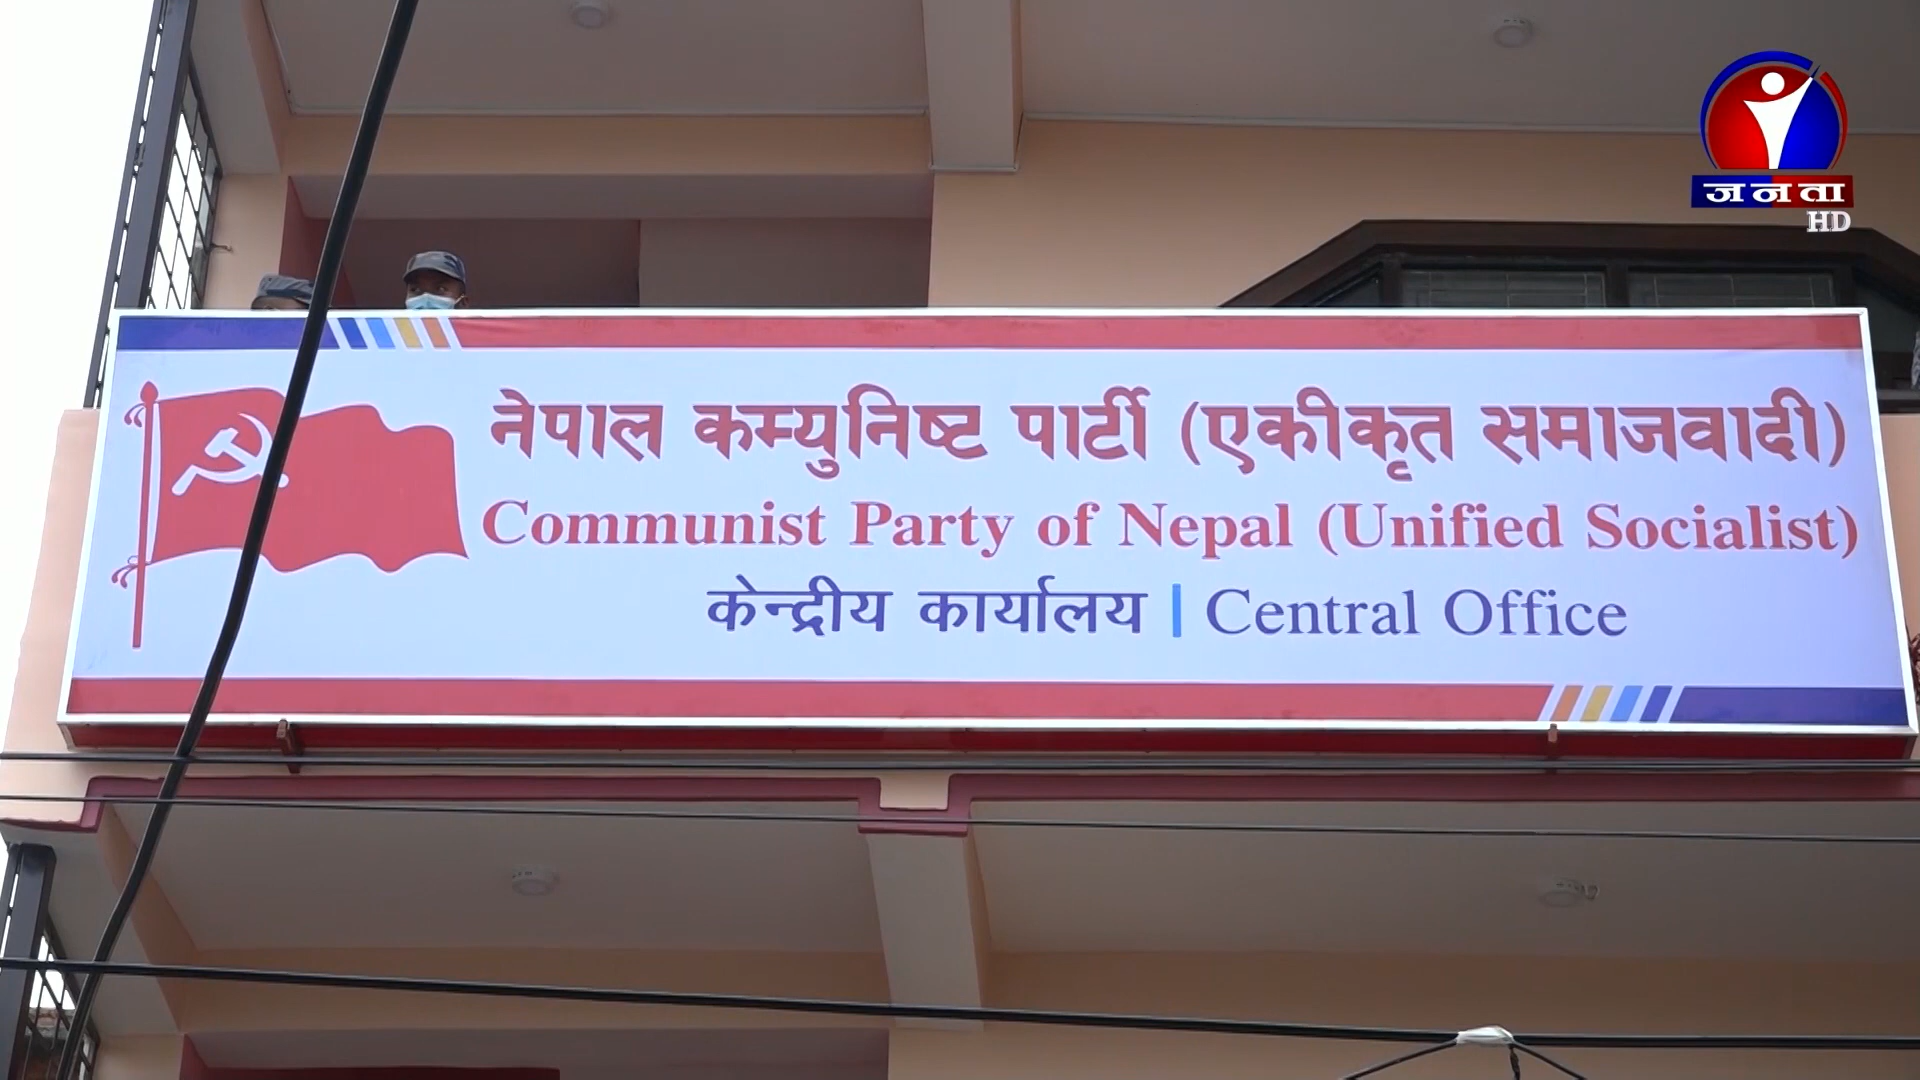 जनता
HD
नेपाल कम्युनिष्ट पार्टी (एकीकृत समाजवादी)
Communist Party of Nepal (Unified Socialist)
केन्द्रीय कार्यालय | Central Office